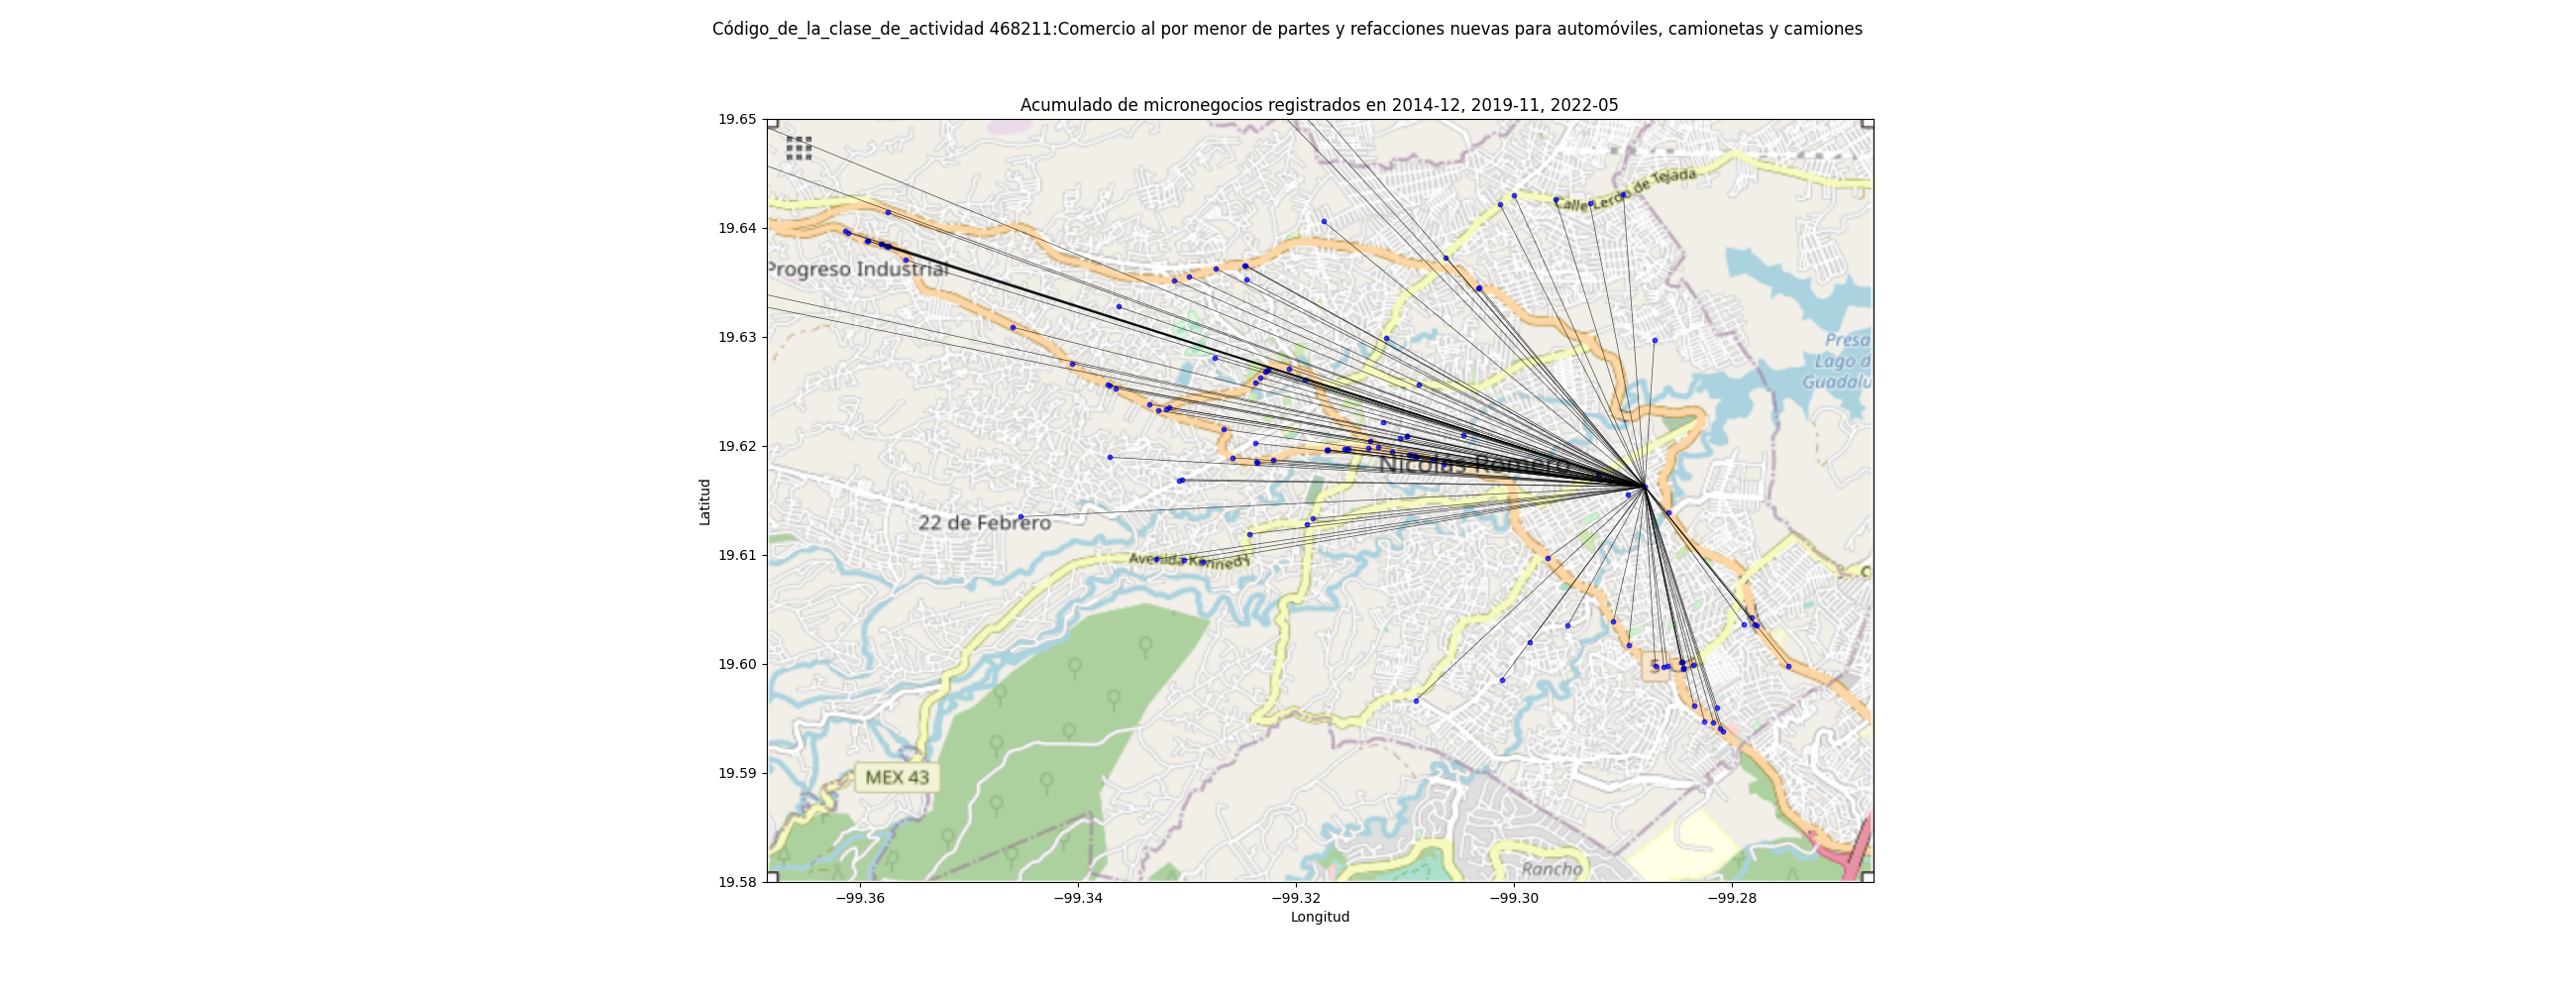 Código_de_la_clase_de_actividad 468211:Comercio al por menor de partes y refacciones nuevas para automóviles, camionetas y camiones
Acumulado de micronegocios registrados en 2014-12, 2019-11, 2022-05
19.65
19.64
19.63
19.62
19.61
19.60
19.59
19.58
Latitud
Calle Lerdo de Tejada
Progreso Industrial
Presa
Lago d
Guadalu
Nicolás Romero
22 de Febrero
Avenida Kennedy
C
5
MEX 43
Rancho
−99.36
−99.34
−99.32
−99.30
−99.28
Longitud